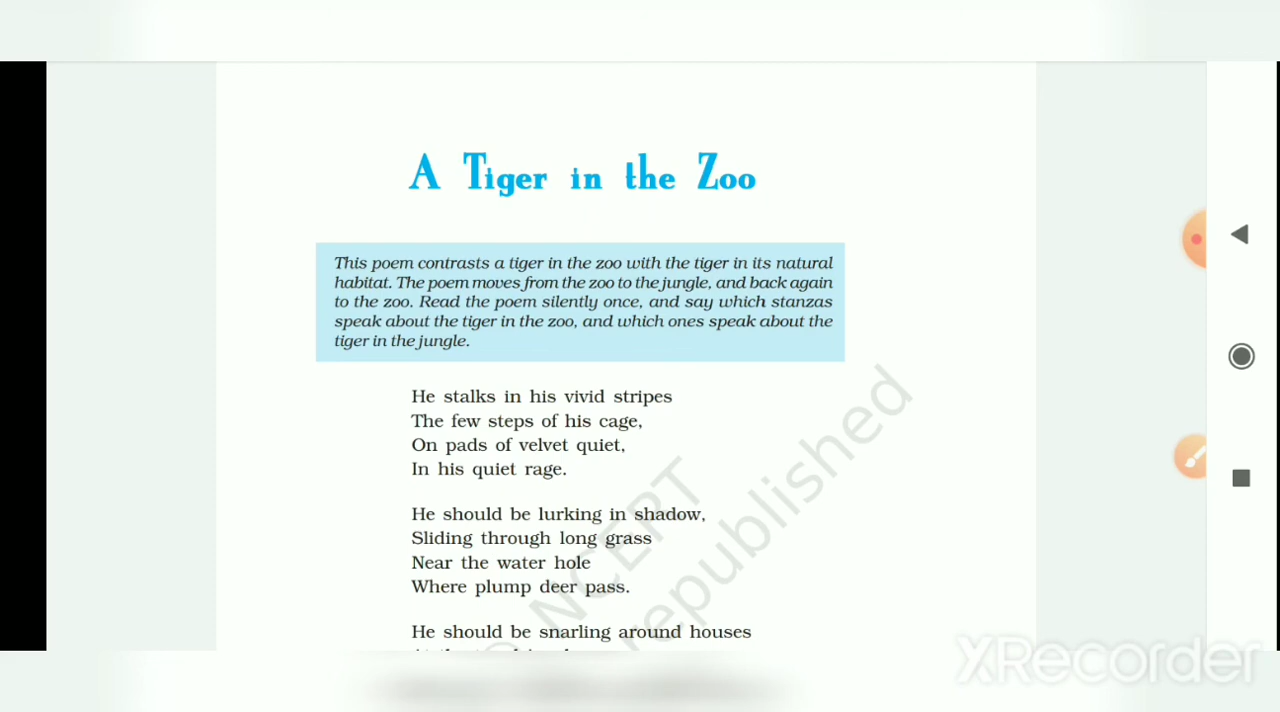 A Tiger in the Zoo
This poem contrasts a tiger in the zoo with the tiger in its natural
habitat. The poem moves from the zoo to the jungle, and back again
to the zoo. Read the poem silently once, and say which stanzas
speak about the tiger in the zoo, and which ones speak about the
tiger in the jungle.
He stalks in his vivid stripes
The few steps of his cage,
On pads of velvet quiet,
In his quiet rage.
He should be lurking in shadow,
Sliding through long grass
Near the water hole
Where plump deer pass.
He should be snarling around houses
NCERT
republished
XRecorder